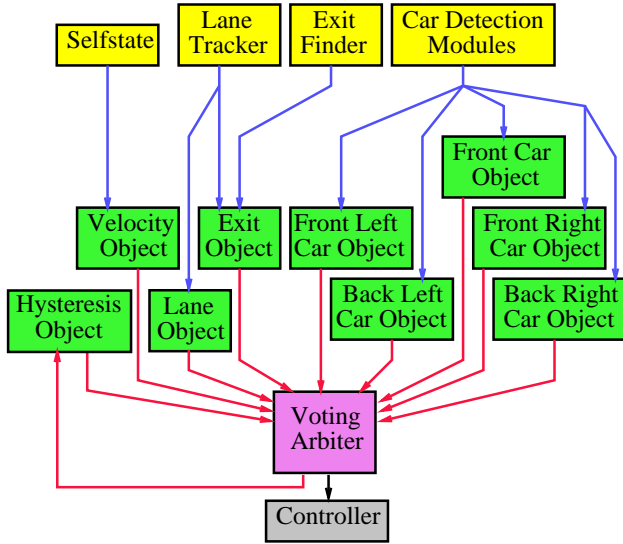 Selfstate
Lane
Tracker
Exit
Finder
Car Detection
Modules
Front Car
Object
Velocity
Object
Exit
Object
Front Left
Car Object
Front Right
Car Object
Hysteresis
Object
Lane
Object
Back Left
Car Object
Back Right
Car Object
Voting
Arbiter
Controller